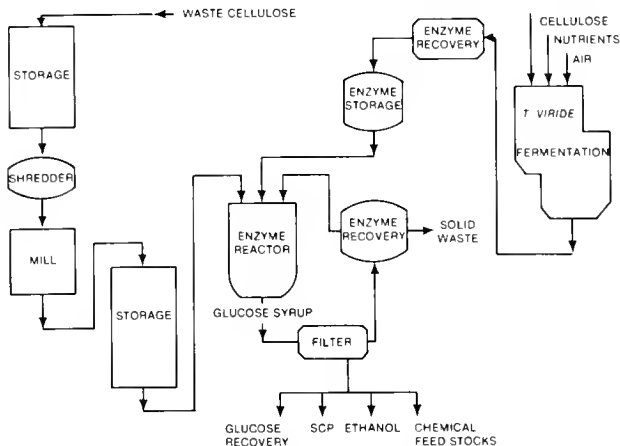 WASTE CELLULOSE
STORAGE
SHREDDER
MILL
STORAGE
ENZYME
RECOVERY
ENZYME
STORAGE
CELLULOSE
NUTRIENTS
AIR
T VIRIDE
FERMENTATION
ENZYME
REACTOR
ENZYME
RECOVERY
SOLID
WASTE
GLUCOSE SYRUP
FILTER
GLUCOSE
RECOVERY
SCP
ETHANOL
CHEMICAL
FEED STOCKS